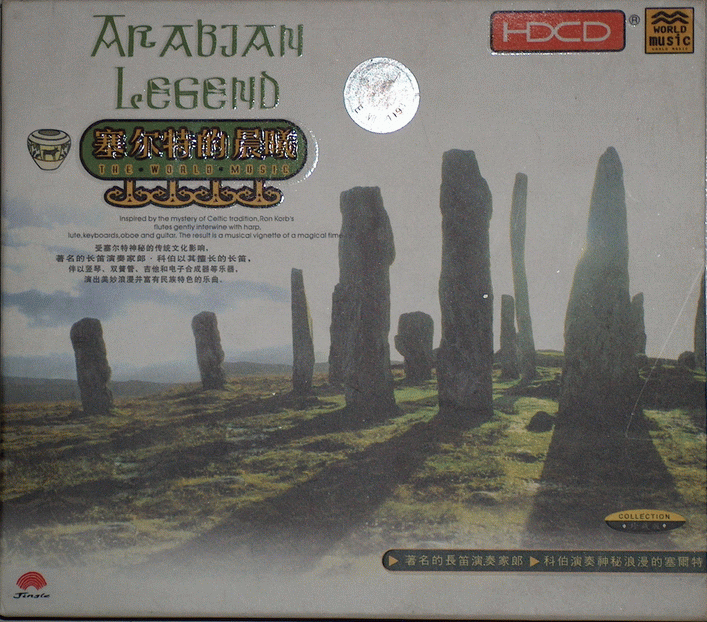 ARABIAN
LEGEND
HDCD
®
WORLD
music
WORLD MUSIC
塞尔特的晨曦
THE•WORLD•MUSIC
Inspired by the mystery of Celtic tradition,Ron Korb's
flutes gently interwine with harp,
lute,keyboards,oboe and guitar. The result is a musical vignette of a magical time
受塞尔特神秘的传统文化影响,
著名的长笛演奏家郎·科伯以其擅长的长笛,
伴以竖琴、双簧管、吉他和电子合成器等乐器,
演出美妙浪漫并富有民族特色的乐曲.
COLLECTION
著名的長笛演奏家郎 科伯演奏神秘浪漫的塞爾特
Jingle